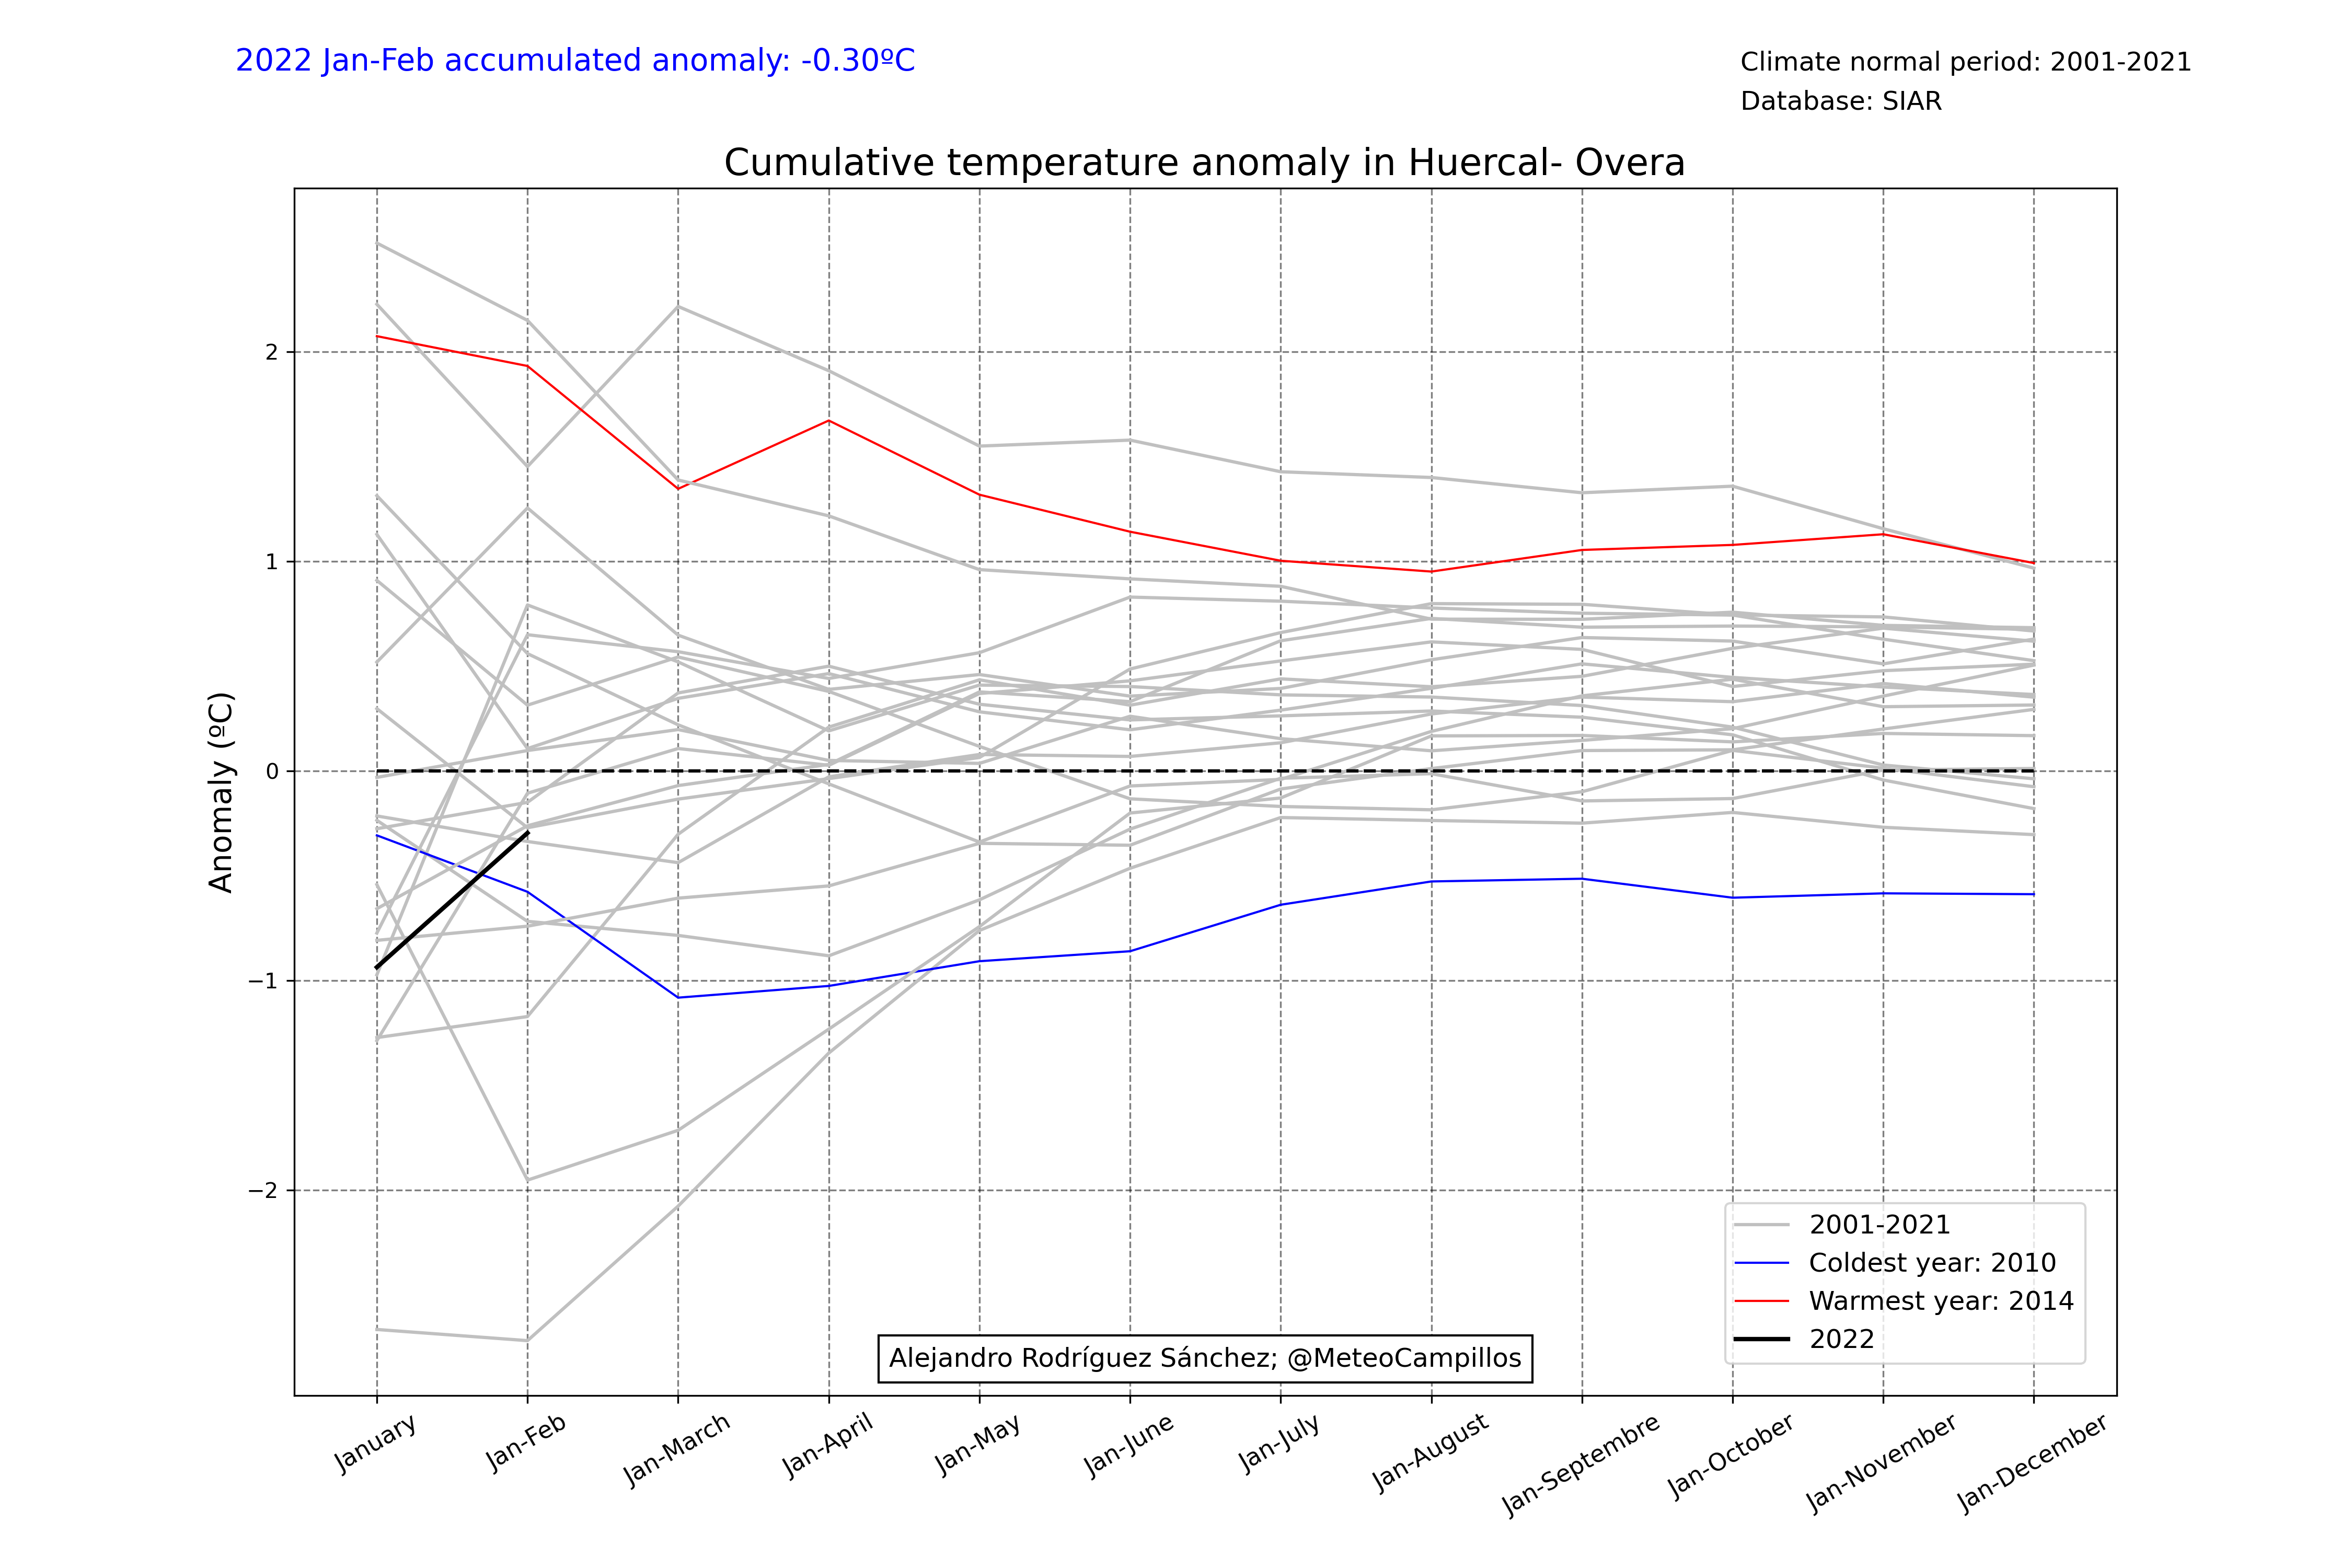 2022 Jan-Feb accumulated anomaly: -0.30ºC
Climate normal period: 2001-2021
Database: SIAR
Cumulative temperature anomaly in Huercal- Overa
Anomaly (ºC)
2
1
0
−1
−2
2001-2021
Coldest year: 2010
Warmest year: 2014
2022
Alejandro Rodríguez Sánchez; @MeteoCampillos
January
Jan-Feb
Jan-March
Jan-April
Jan-May
Jan-June
Jan-July
Jan-August
Jan-Septembre
Jan-October
Jan-November
Jan-December